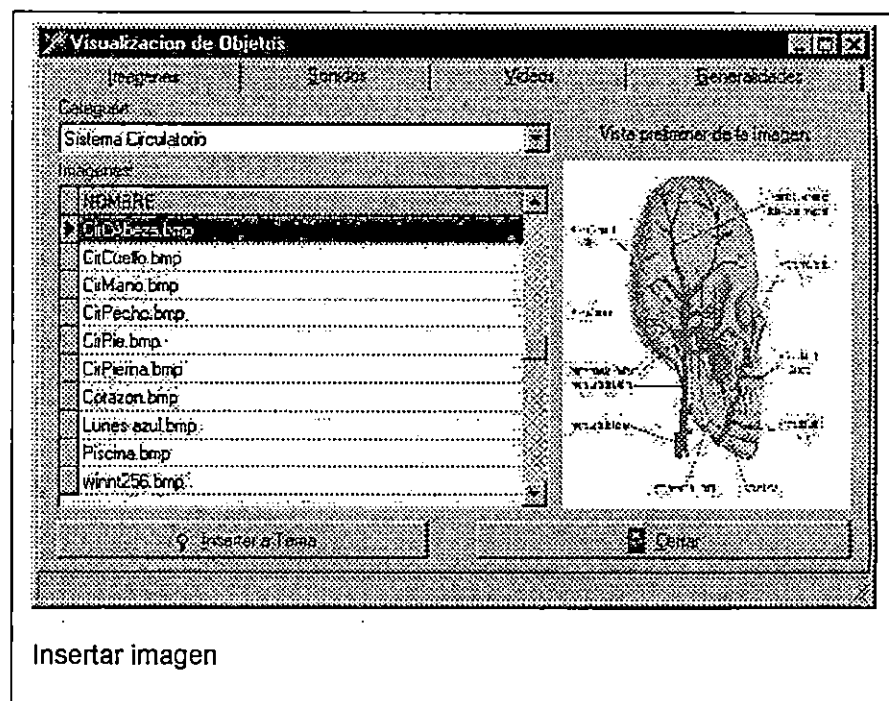 Visualizacion de Objetos
Imagenes Sonidos Videos Generalidades
Categoria
Sistema Circulatorio
Vista preliminar de la imagen
Imagenes
NOMBRE
CirCAbeza.bmp
CirCuello.bmp
CirMano.bmp
CirPecho.bmp
CirPie.bmp
CirPierna.bmp
Corazon.bmp
Lunes azul.bmp
Piscina.bmp
winnt256.bmp
Insertar a Tema Cerrar
Insertar imagen